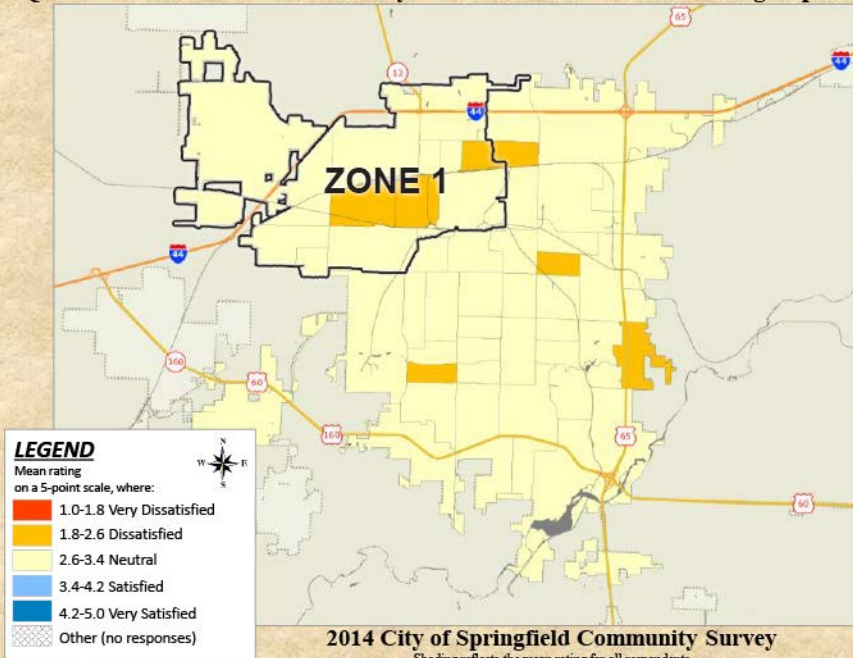 65
13
44
44
ZONE 1
44
360
60
160
65
60
LEGEND
Mean rating
on a 5-point scale, where:
N
W E
S
1.0-1.8 Very Dissatisfied
1.8-2.6 Dissatisfied
2.6-3.4 Neutral
3.4-4.2 Satisfied
4.2-5.0 Very Satisfied
Other (no responses)
2014 City of Springfield Community Survey